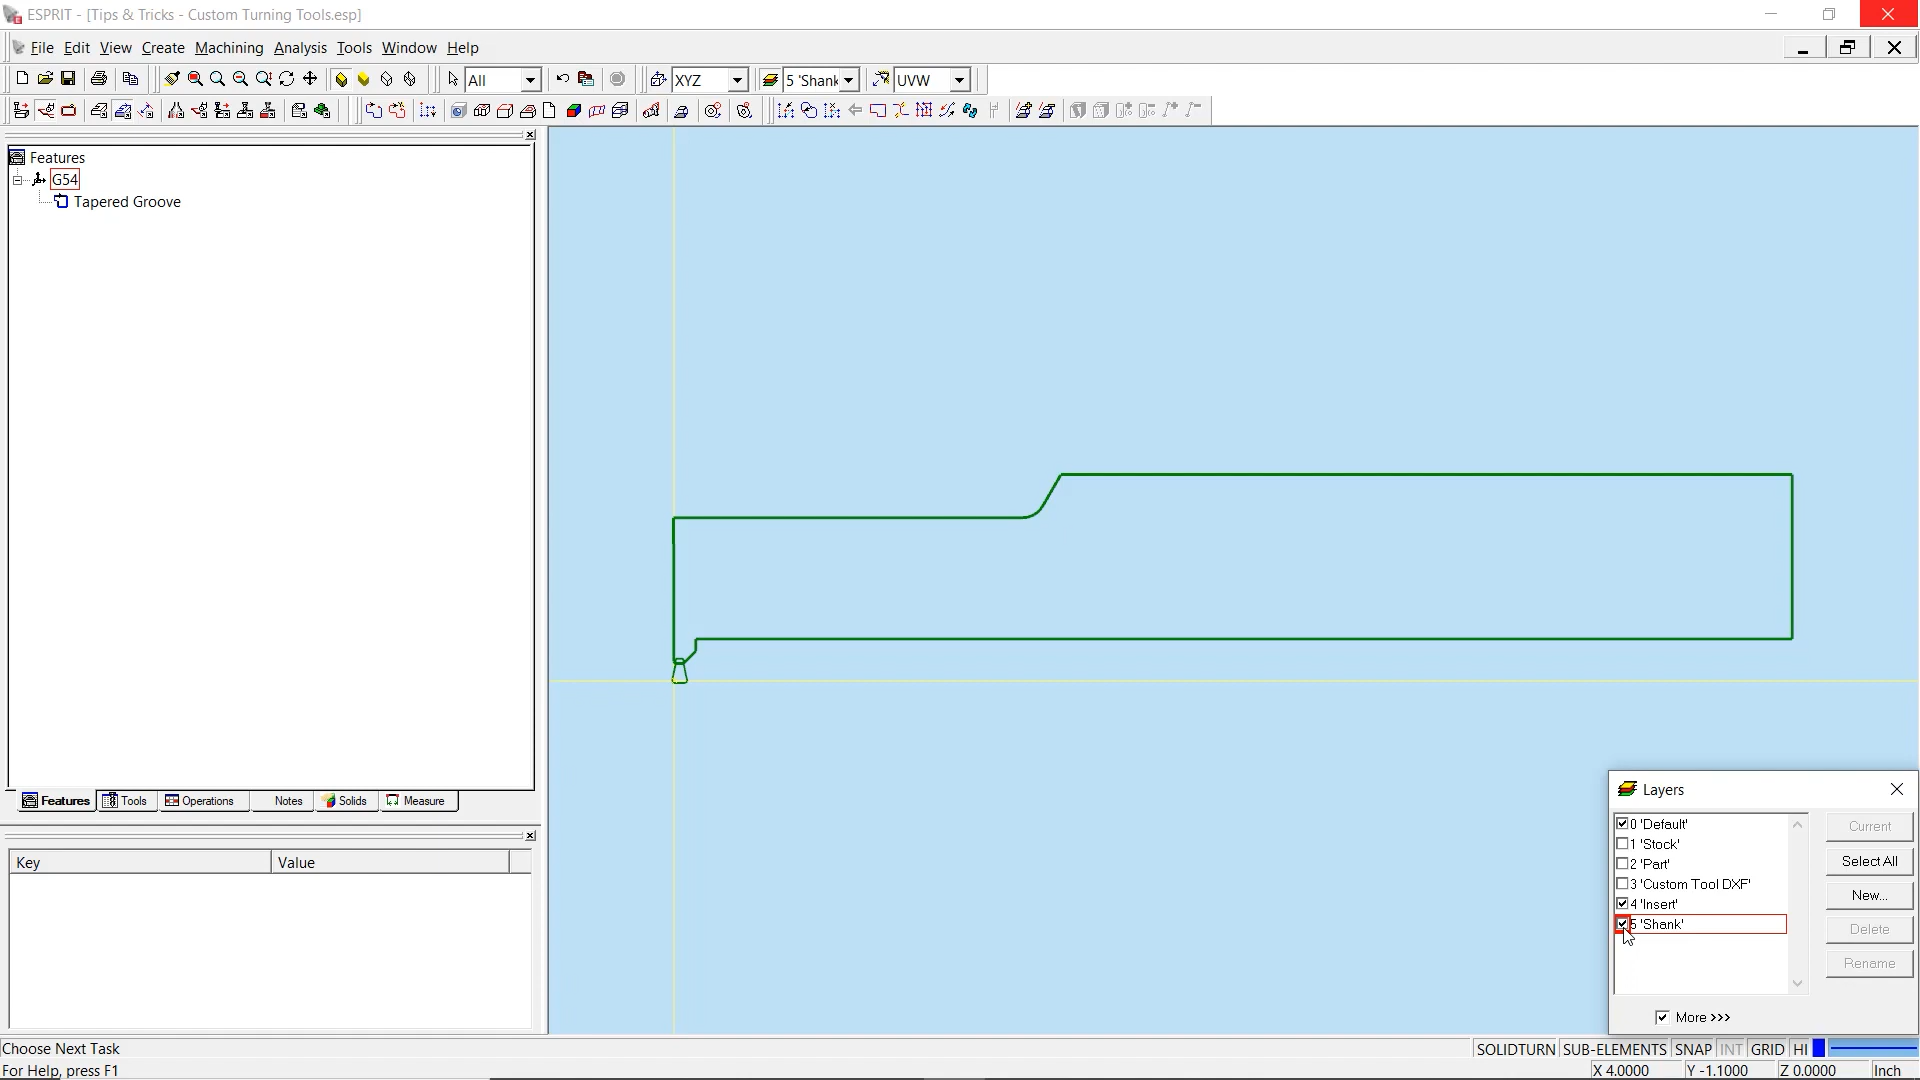 ESPRIT - [Tips & Tricks - Custom Turning Tools.esp]
File Edit View Create Machining Analysis Tools Window Help
All XYZ 5 'Shank UVW
Features
G54
Tapered Groove
Features Tools Operations Notes Solids Measure
Key Value
Layers
0 'Default'
1 'Stock'
2 'Part'
3 'Custom Tool DXF'
4 'Insert'
5 'Shank'
Current
Select All
New...
Delete
Rename
More >>>
Choose Next Task
SOLIDTURN SUB-ELEMENTS SNAP INT GRID HI
For Help, press F1
X 4.0000 Y -1.1000 Z 0.0000 Inch